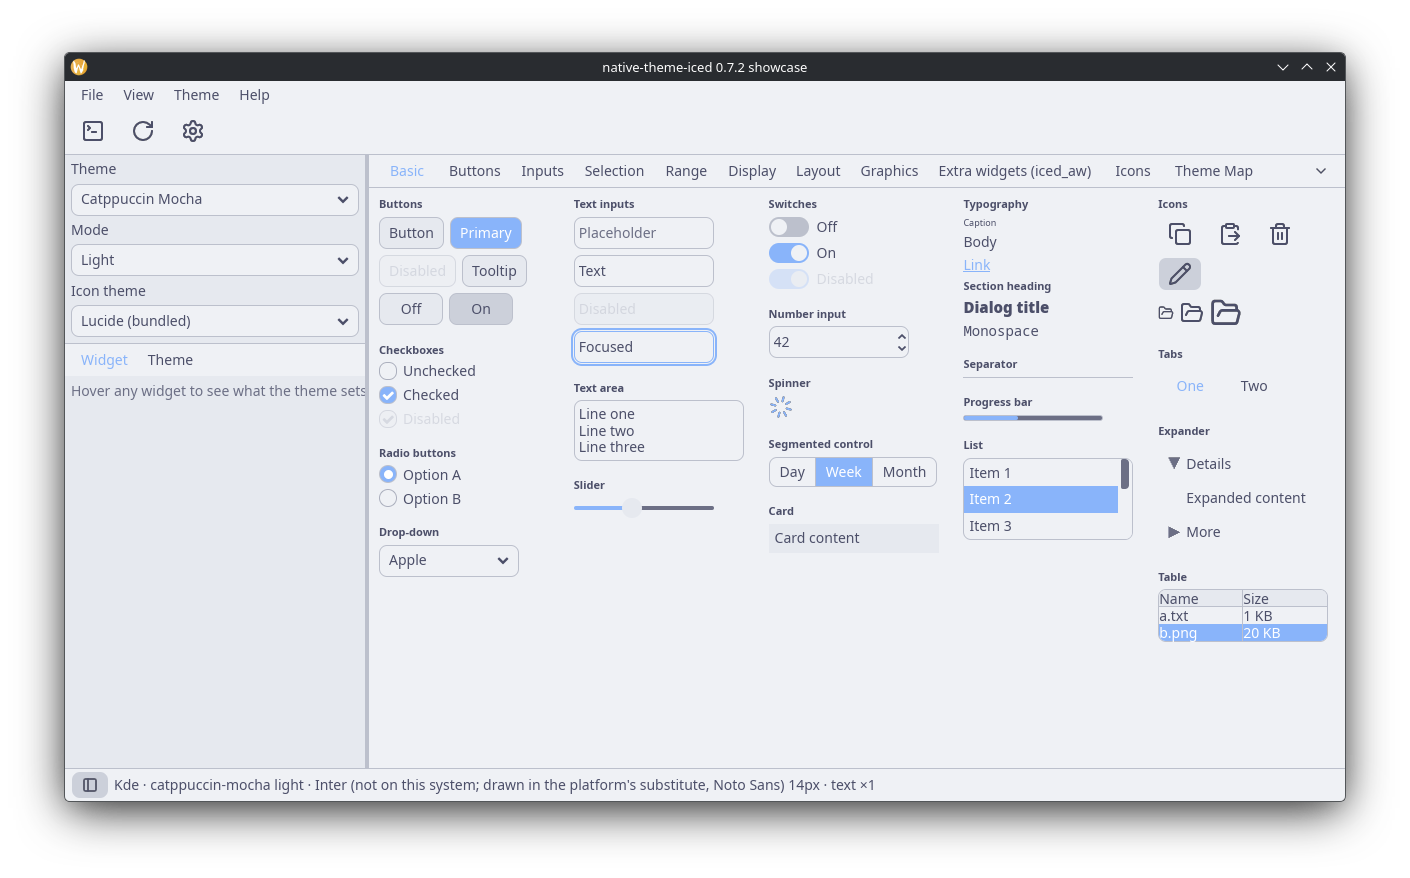 native-theme-iced 0.7.2 showcase
File View Theme Help
Theme
Catppuccin Mocha
Mode
Light
Icon theme
Lucide (bundled)
Widget Theme
Hover any widget to see what the theme sets
Basic Buttons Inputs Selection Range Display Layout Graphics Extra widgets (iced_aw) Icons Theme Map
Buttons
Button Primary
Disabled Tooltip
Off On
Checkboxes
Unchecked
Checked
Disabled
Radio buttons
Option A
Option B
Drop-down
Apple
Text inputs
Placeholder
Text
Disabled
Focused
Text area
Line one
Line two
Line three
Slider
Switches
Off
On
Disabled
Number input
42
Spinner
Segmented control
Day Week Month
Card
Card content
Typography
Caption
Body
Link
Section heading
Dialog title
Monospace
Separator
Progress bar
List
Item 1
Item 2
Item 3
Icons
Tabs
One Two
Expander
Details
Expanded content
More
Table
Name Size
a.txt 1 KB
b.png 20 KB
Kde · catppuccin-mocha light · Inter (not on this system; drawn in the platform's substitute, Noto Sans) 14px · text ×1